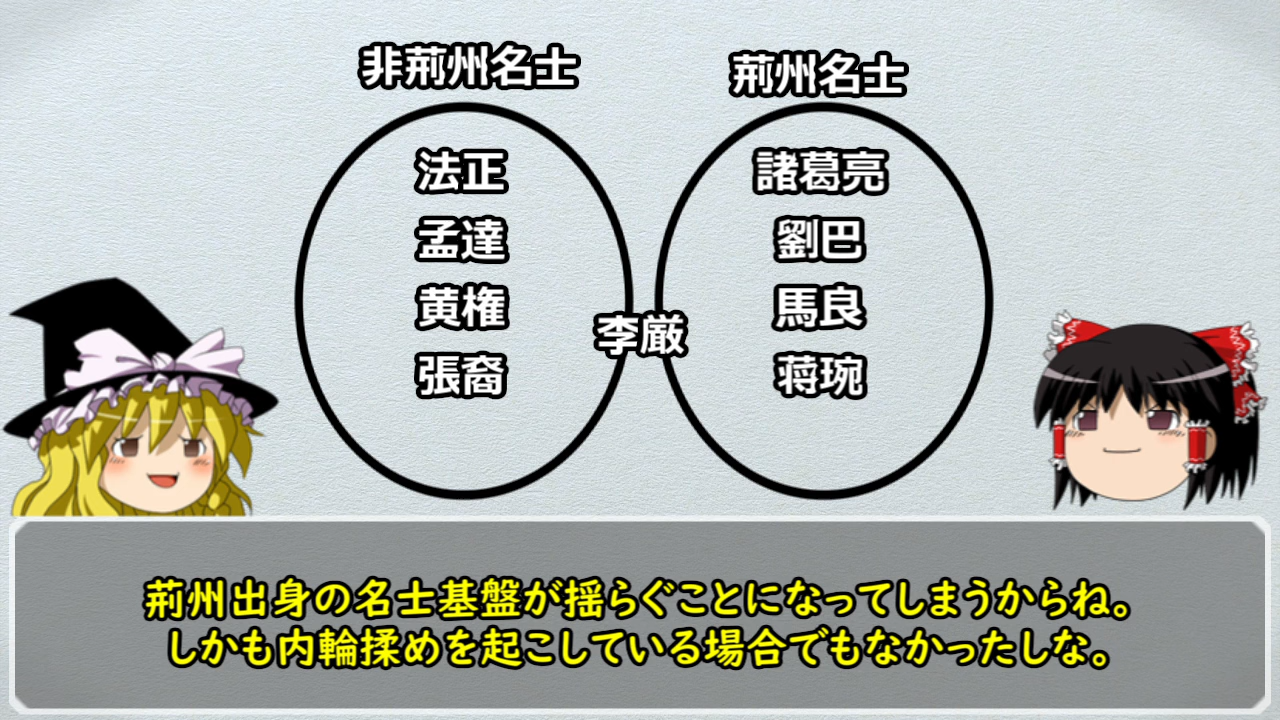 非荊州名士
法正
孟達
黄権
張裔
李厳
荊州名士
諸葛亮
劉巴
馬良
蒋琬
荊州出身の名士基盤が揺らぐことになってしまうからね。
しかも内輪揉めを起こしている場合でもなかったしな。